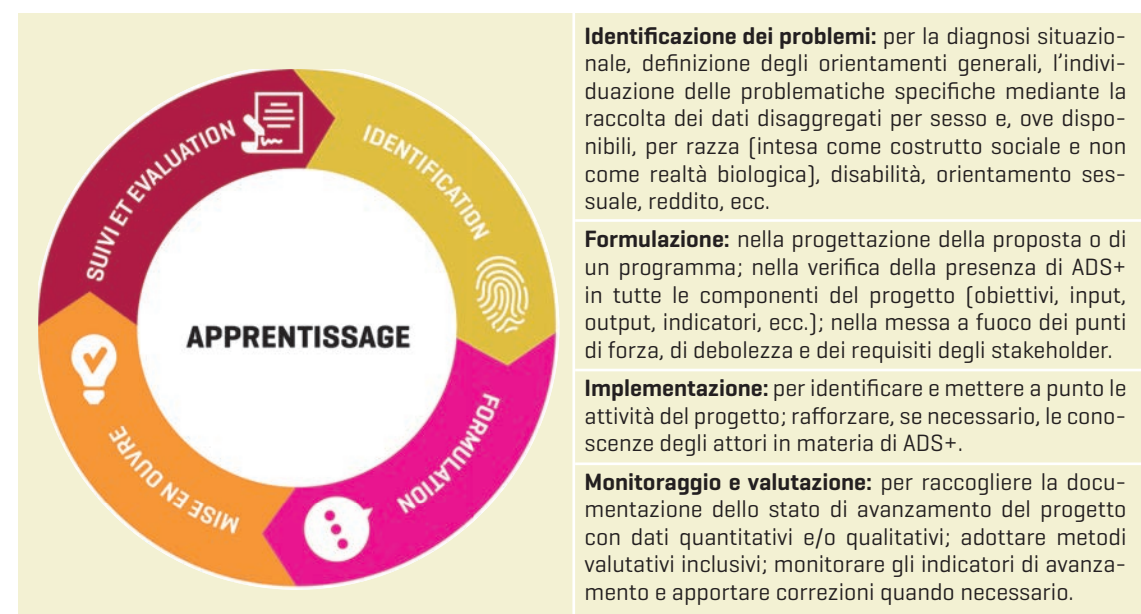 SUIVI ET EVALUATION
IDENTIFICATION
APPRENTISSAGE
FORMULATION
MISE EN OUVRE
Identificazione dei problemi: per la diagnosi situazio-
nale, definizione degli orientamenti generali, l'indivi-
duazione delle problematiche specifiche mediante la
raccolta dei dati disaggregati per sesso e, ove dispo-
nibili, per razza (intesa come costrutto sociale e non
come realtà biologica), disabilità, orientamento ses-
suale, reddito, ecc.
Formulazione: nella progettazione della proposta o di
un programma; nella verifica della presenza di ADS+
in tutte le componenti del progetto (obiettivi, input,
output, indicatori, ecc.); nella messa a fuoco dei punti
di forza, di debolezza e dei requisiti degli stakeholder.
Implementazione: per identificare e mettere a punto le
attività del progetto; rafforzare, se necessario, le cono-
scenze degli attori in materia di ADS+.
Monitoraggio e valutazione: per raccogliere la docu-
mentazione dello stato di avanzamento del progetto
con dati quantitativi e/o qualitativi; adottare metodi
valutativi inclusivi; monitorare gli indicatori di avanza-
mento e apportare correzioni quando necessario.